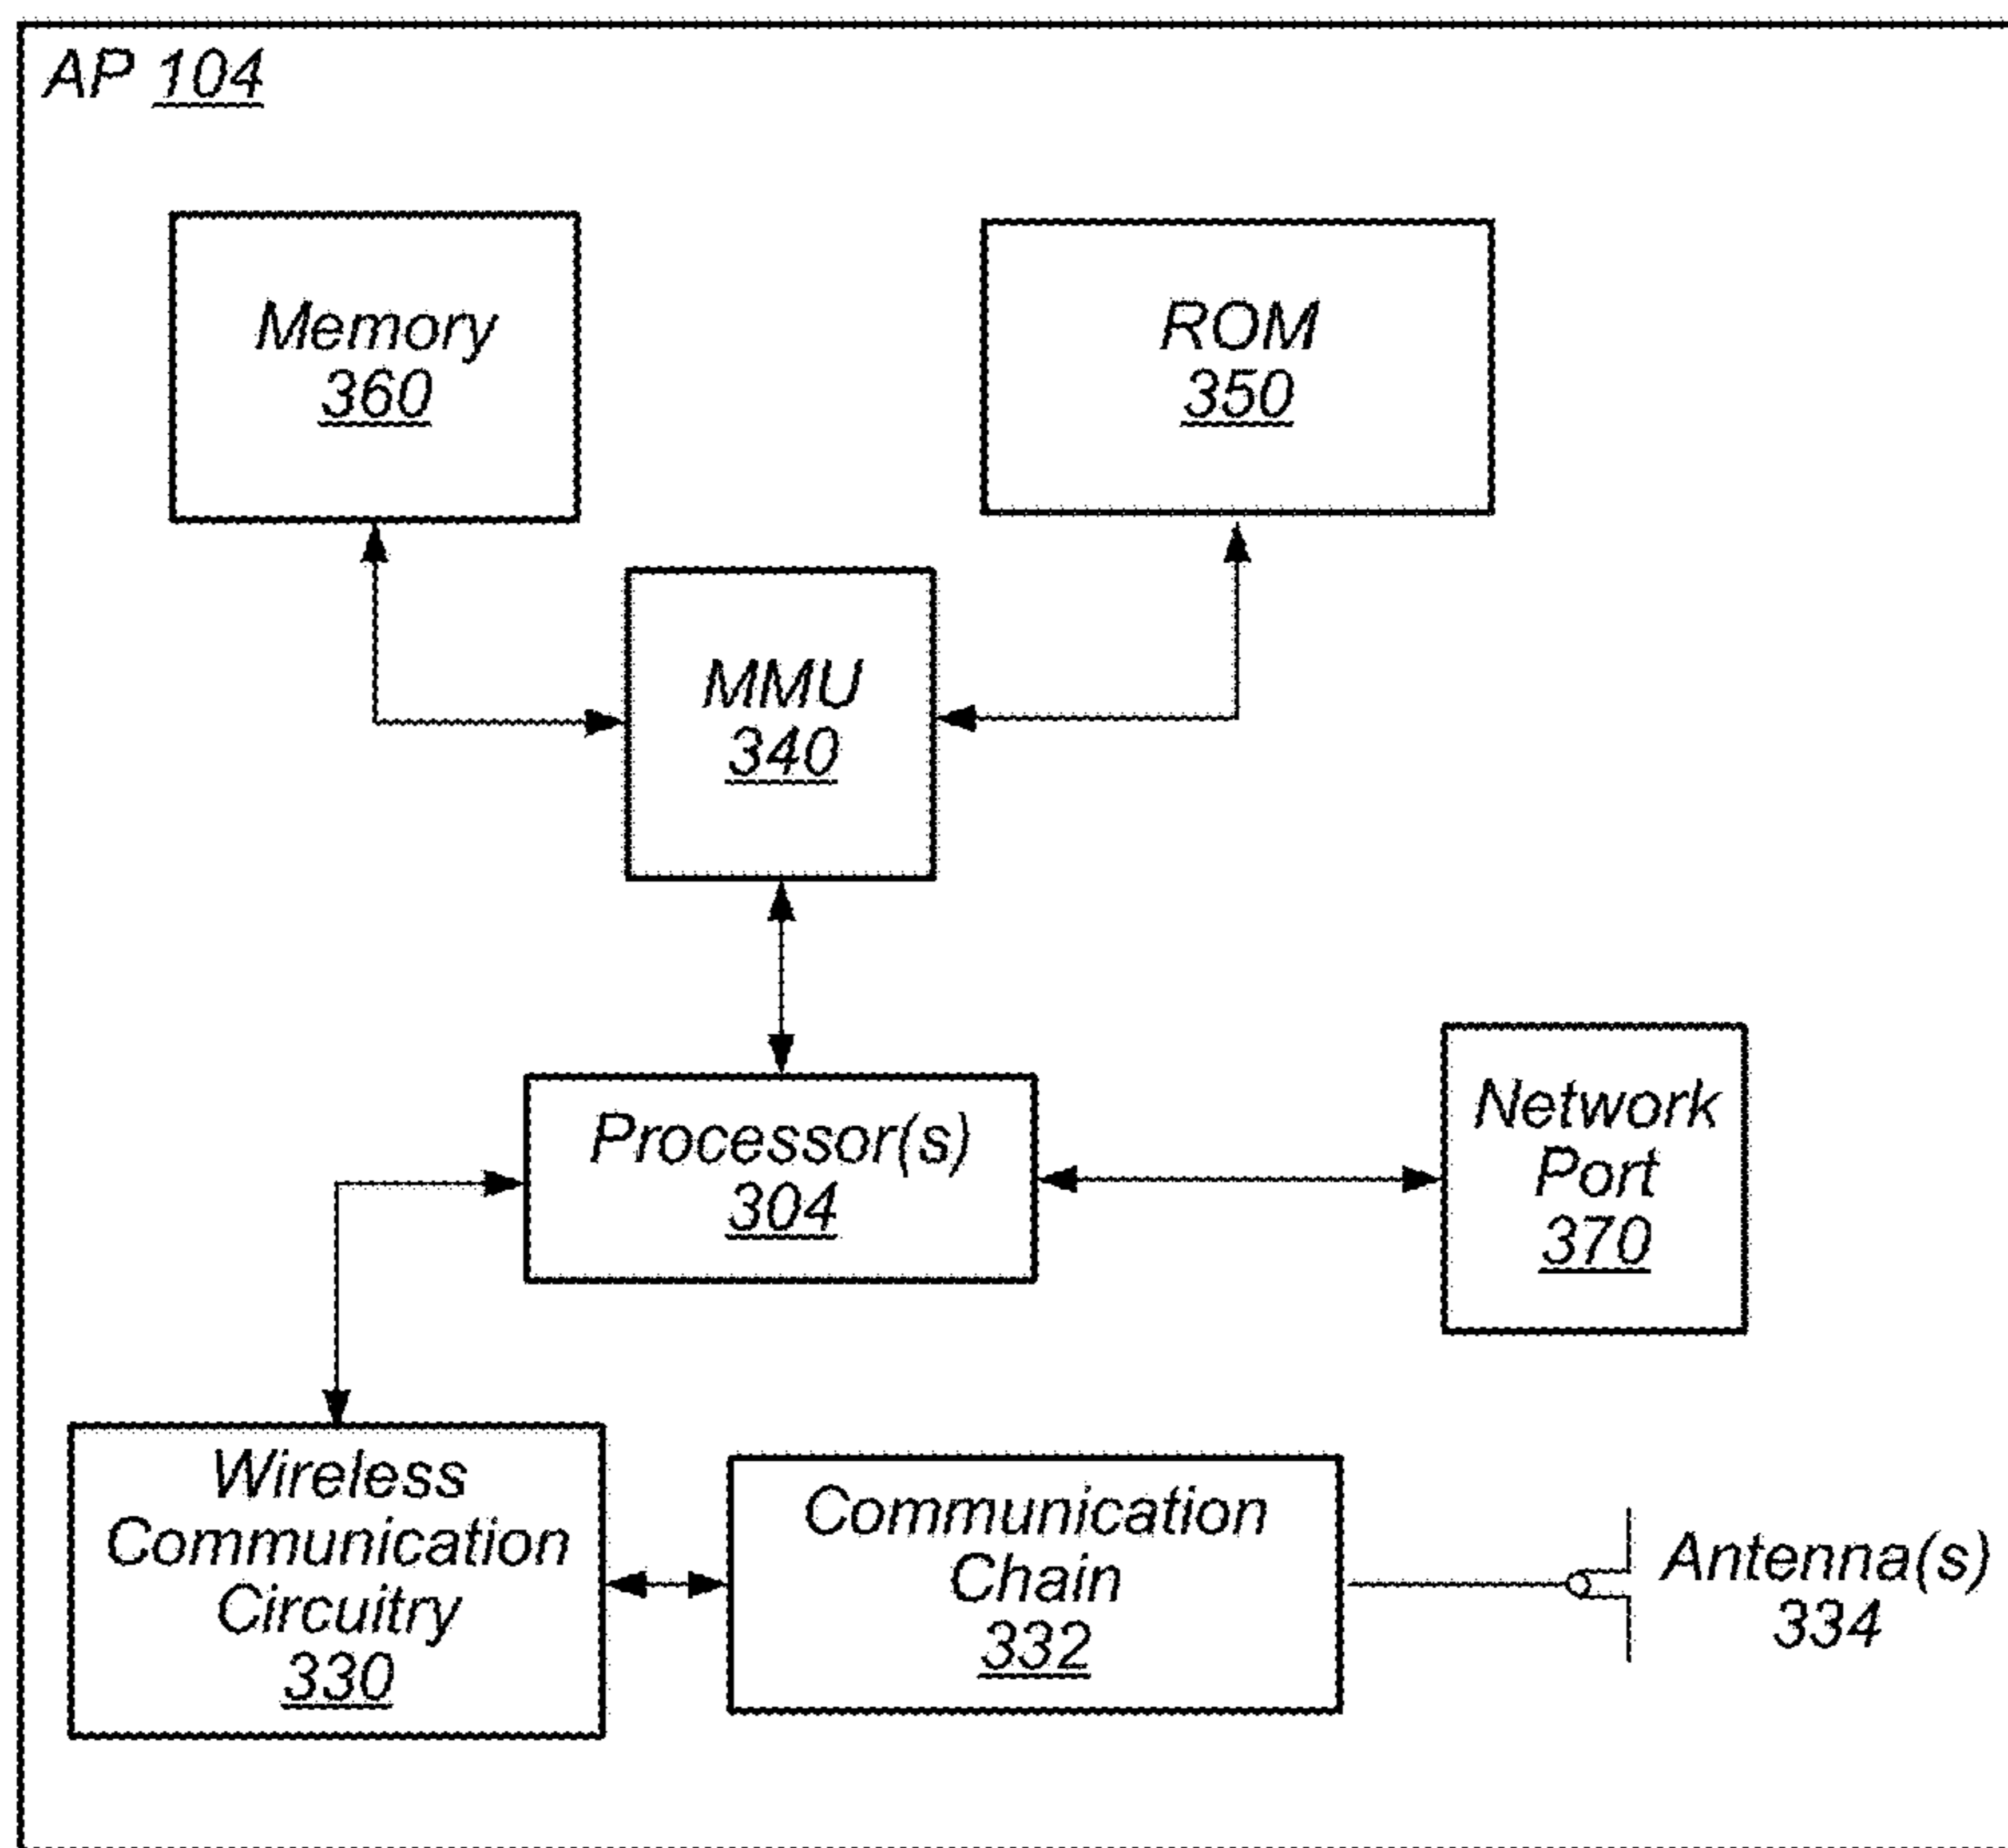 AP 104
Memory
360
ROM
350
MMU
340
Processor(s)
304
Network
Port
370
Wireless
Communication
Circuitry
330
Communication
Chain
332
Antenna(s)
334